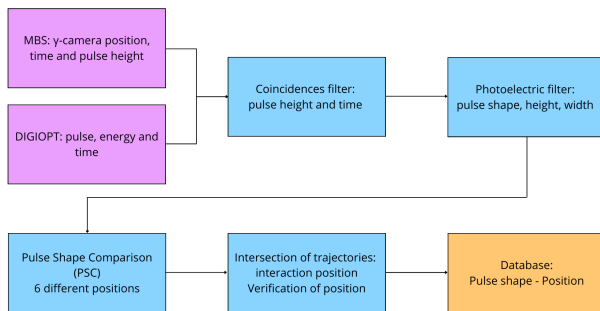 MBS: γ-camera position,
time and pulse height
DIGIOPT: pulse, energy and
time
Coincidences filter:
pulse height and time
Photoelectric filter:
pulse shape, height, width
Pulse Shape Comparison
(PSC)
6 different positions
Intersection of trajectories:
interaction position
Verification of position
Database:
Pulse shape - Position